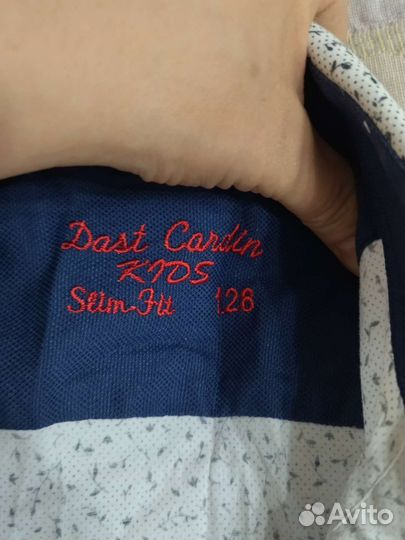 Dast Cardin
KIDS
Slim-Fit 128
Avito